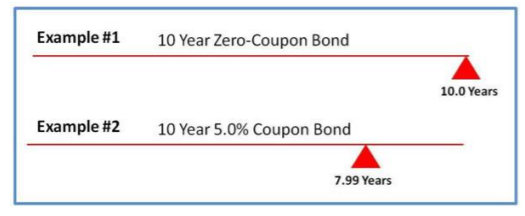 Example #1 10 Year Zero-Coupon Bond
10.0 Years
Example #2 10 Year 5.0% Coupon Bond
7.99 Years